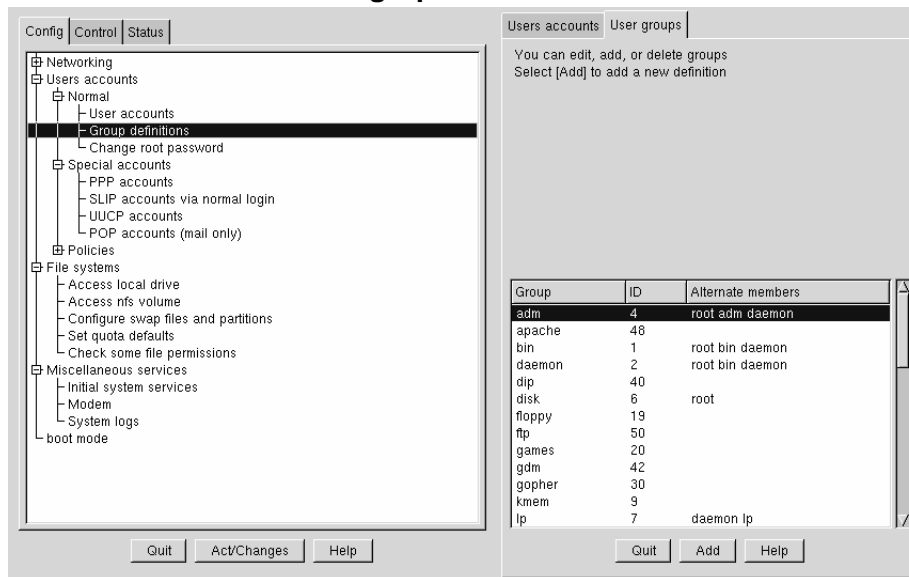 Config Control Status
Networking
Users accounts
Normal
User accounts
Group definitions
Change root password
Special accounts
PPP accounts
SLIP accounts via normal login
UUCP accounts
POP accounts (mail only)
Policies
File systems
Access local drive
Access nfs volume
Configure swap files and partitions
Set quota defaults
Check some file permissions
Miscellaneous services
Initial system services
Modem
System logs
boot mode
Quit Act/Changes Help
Users accounts User groups
You can edit, add, or delete groups
Select [Add] to add a new definition
Group ID Alternate members
adm 4 root adm daemon
apache 48
bin 1 root bin daemon
daemon 2 root bin daemon
dip 40
disk 6 root
floppy 19
ftp 50
games 20
gdm 42
gopher 30
kmem 9
lp 7 daemon lp
Quit Add Help